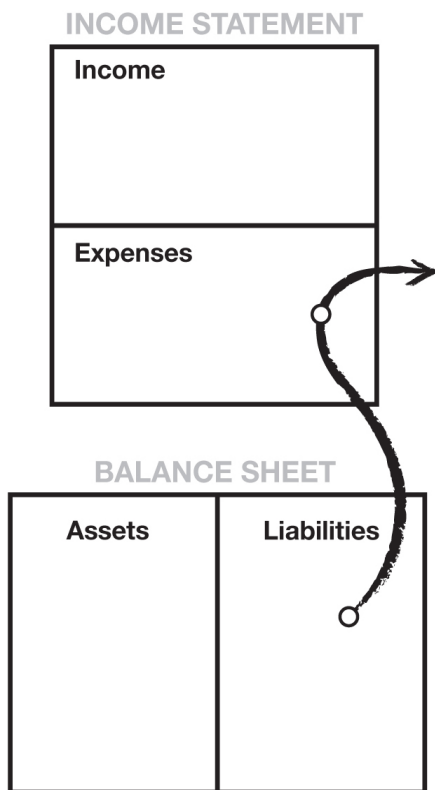 INCOME STATEMENT
Income
Expenses
BALANCE SHEET
Assets
Liabilities